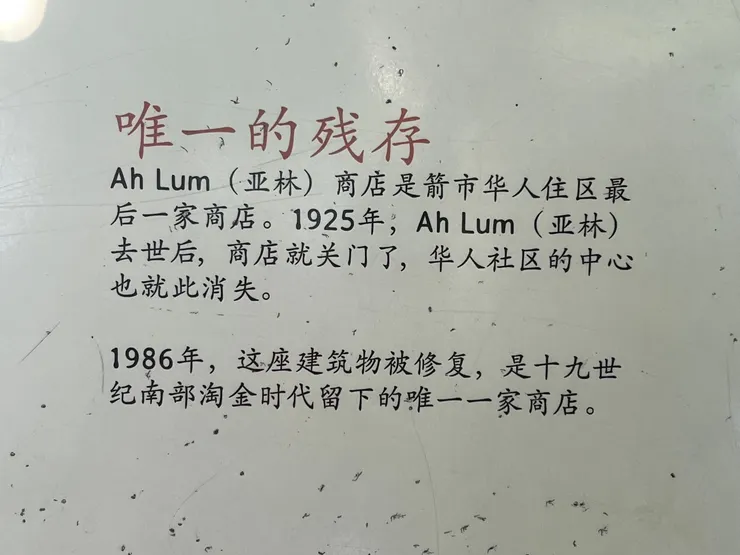 唯一的残存
Ah Lum（亚林）商店是箭市华人住区最
后一家商店。1925年，Ah Lum（亚林）
去世后，商店就关门了，华人社区的中心
也就此消失。
1986年，这座建筑物被修复，是十九世
纪南部淘金时代留下的唯一一家商店。